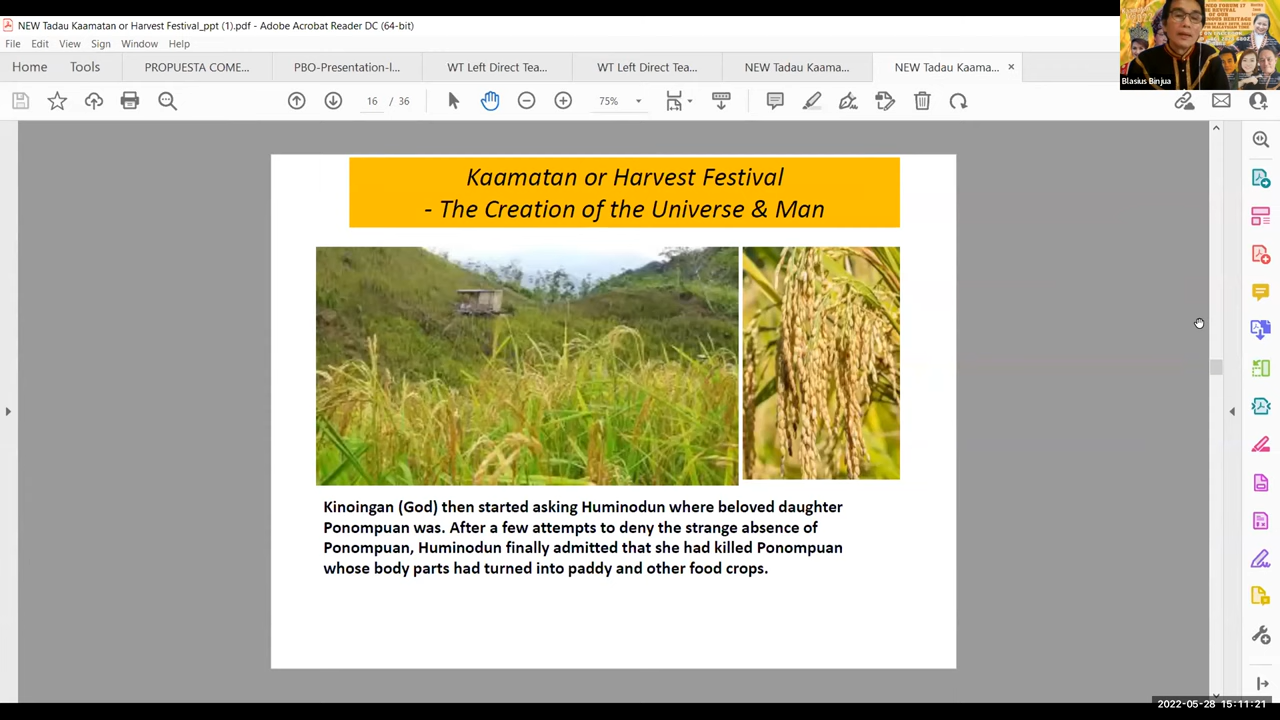 NEW Tadau Kaamatan or Harvest Festival_ppt (1).pdf - Adobe Acrobat Reader DC (64-bit)
File Edit View Sign Window Help
Home Tools PROPUESTA COME... PBO-Presentation-I... WT Left Direct Tea... WT Left Direct Tea... NEW Tadau Kaama... NEW Tadau Kaama... ×
16 / 36 75%
Blasius Binjua
Kaamatan or Harvest Festival
- The Creation of the Universe & Man
Kinoingan (God) then started asking Huminodun where beloved daughter
Ponompuan was. After a few attempts to deny the strange absence of
Ponompuan, Huminodun finally admitted that she had killed Ponompuan
whose body parts had turned into paddy and other food crops.
2022-05-28 15:11:21